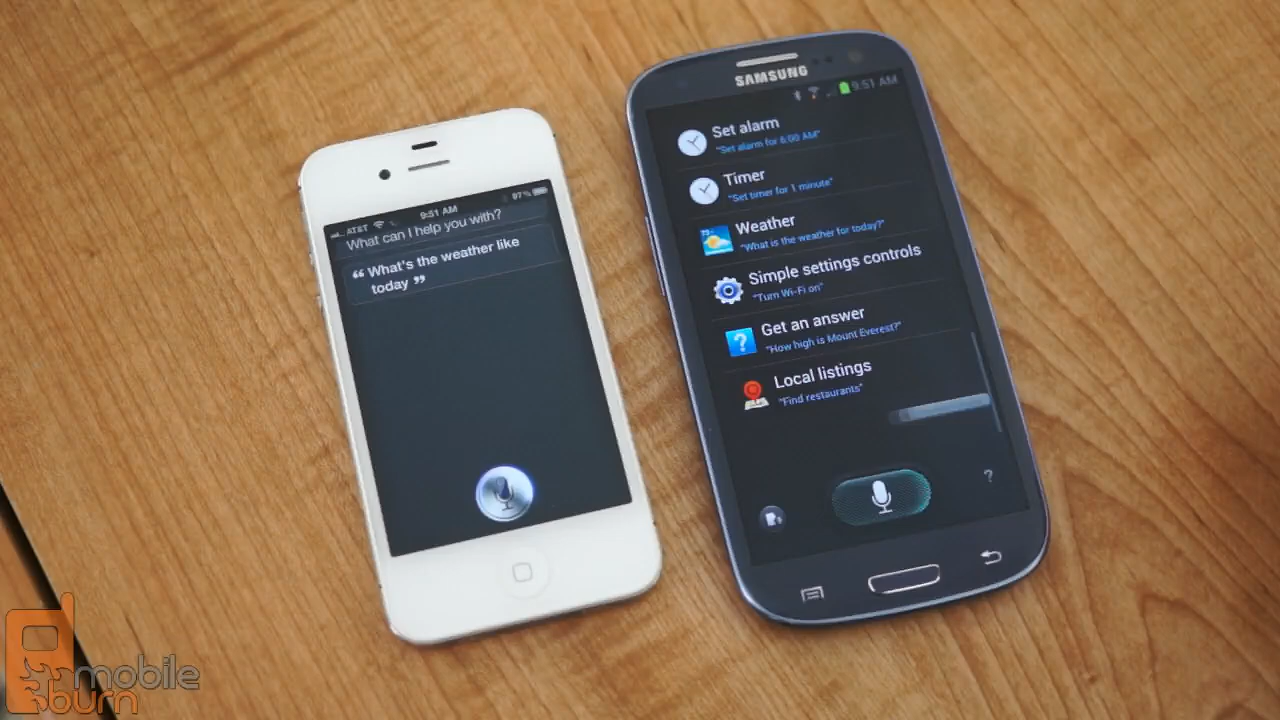 AT&T 9:51 AM 97%
What can I help you with?
“ What's the weather like
today ”
SAMSUNG
9:51 AM
Set alarm
"Set alarm for 6:00 AM"
Timer
"Set timer for 1 minute"
Weather
"What is the weather for today?"
Simple settings controls
"Turn Wi-Fi on"
Get an answer
"How high is Mount Everest?"
Local listings
"Find restaurants"
?
mobile
burn